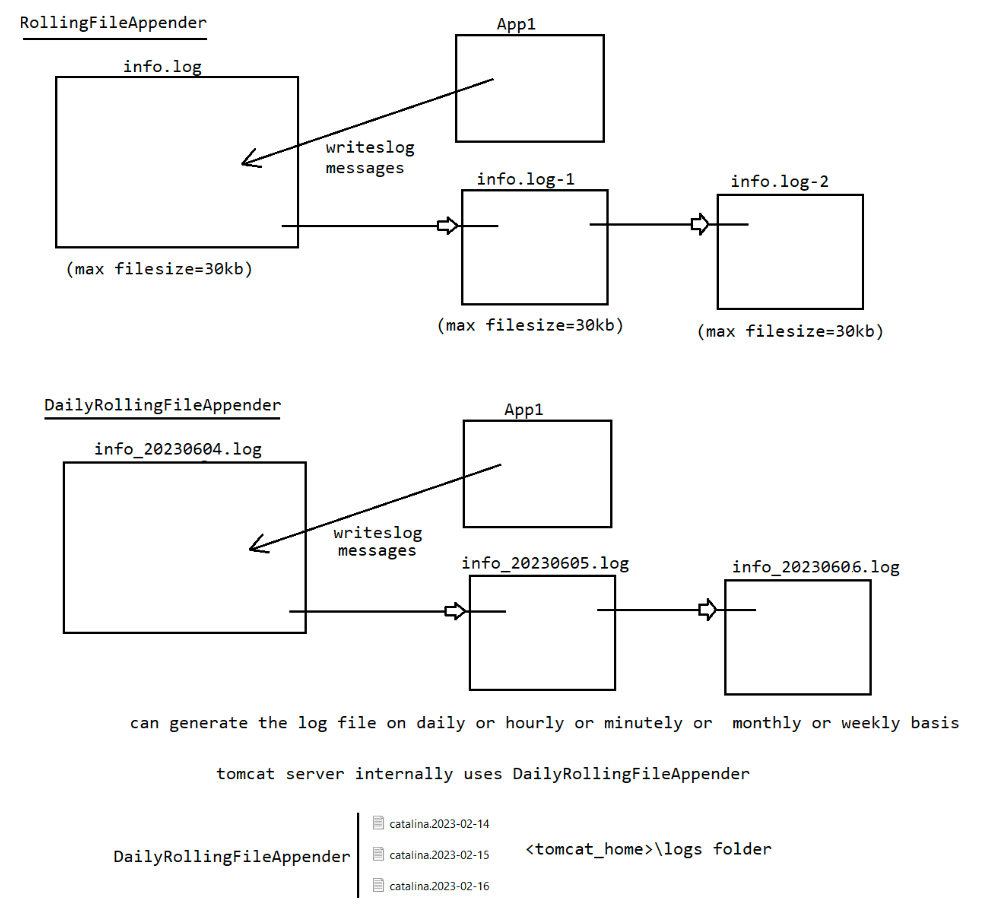 RollingFileAppender
App1
info.log
writeslog
messages
info.log-1
info.log-2
(max filesize=30kb)
(max filesize=30kb)
(max filesize=30kb)
DailyRollingFileAppender
App1
info_20230604.log
writeslog
messages
info_20230605.log
info_20230606.log
can generate the log file on daily or hourly or minutely or  monthly or weekly basis
tomcat server internally uses DailyRollingFileAppender
catalina.2023-02-14
DailyRollingFileAppender
catalina.2023-02-15
<tomcat_home>\logs folder
catalina.2023-02-16